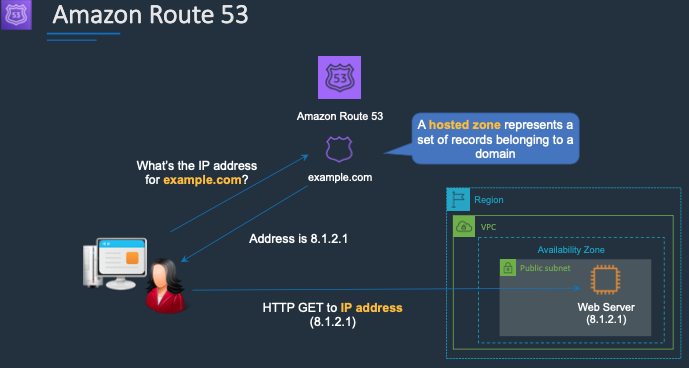 53
Amazon Route 53
53
Amazon Route 53
A hosted zone represents a
set of records belonging to a
domain
What's the IP address
for example.com?
example.com
Region
VPC
Address is 8.1.2.1
Availability Zone
Public subnet
HTTP GET to IP address
(8.1.2.1)
Web Server
(8.1.2.1)